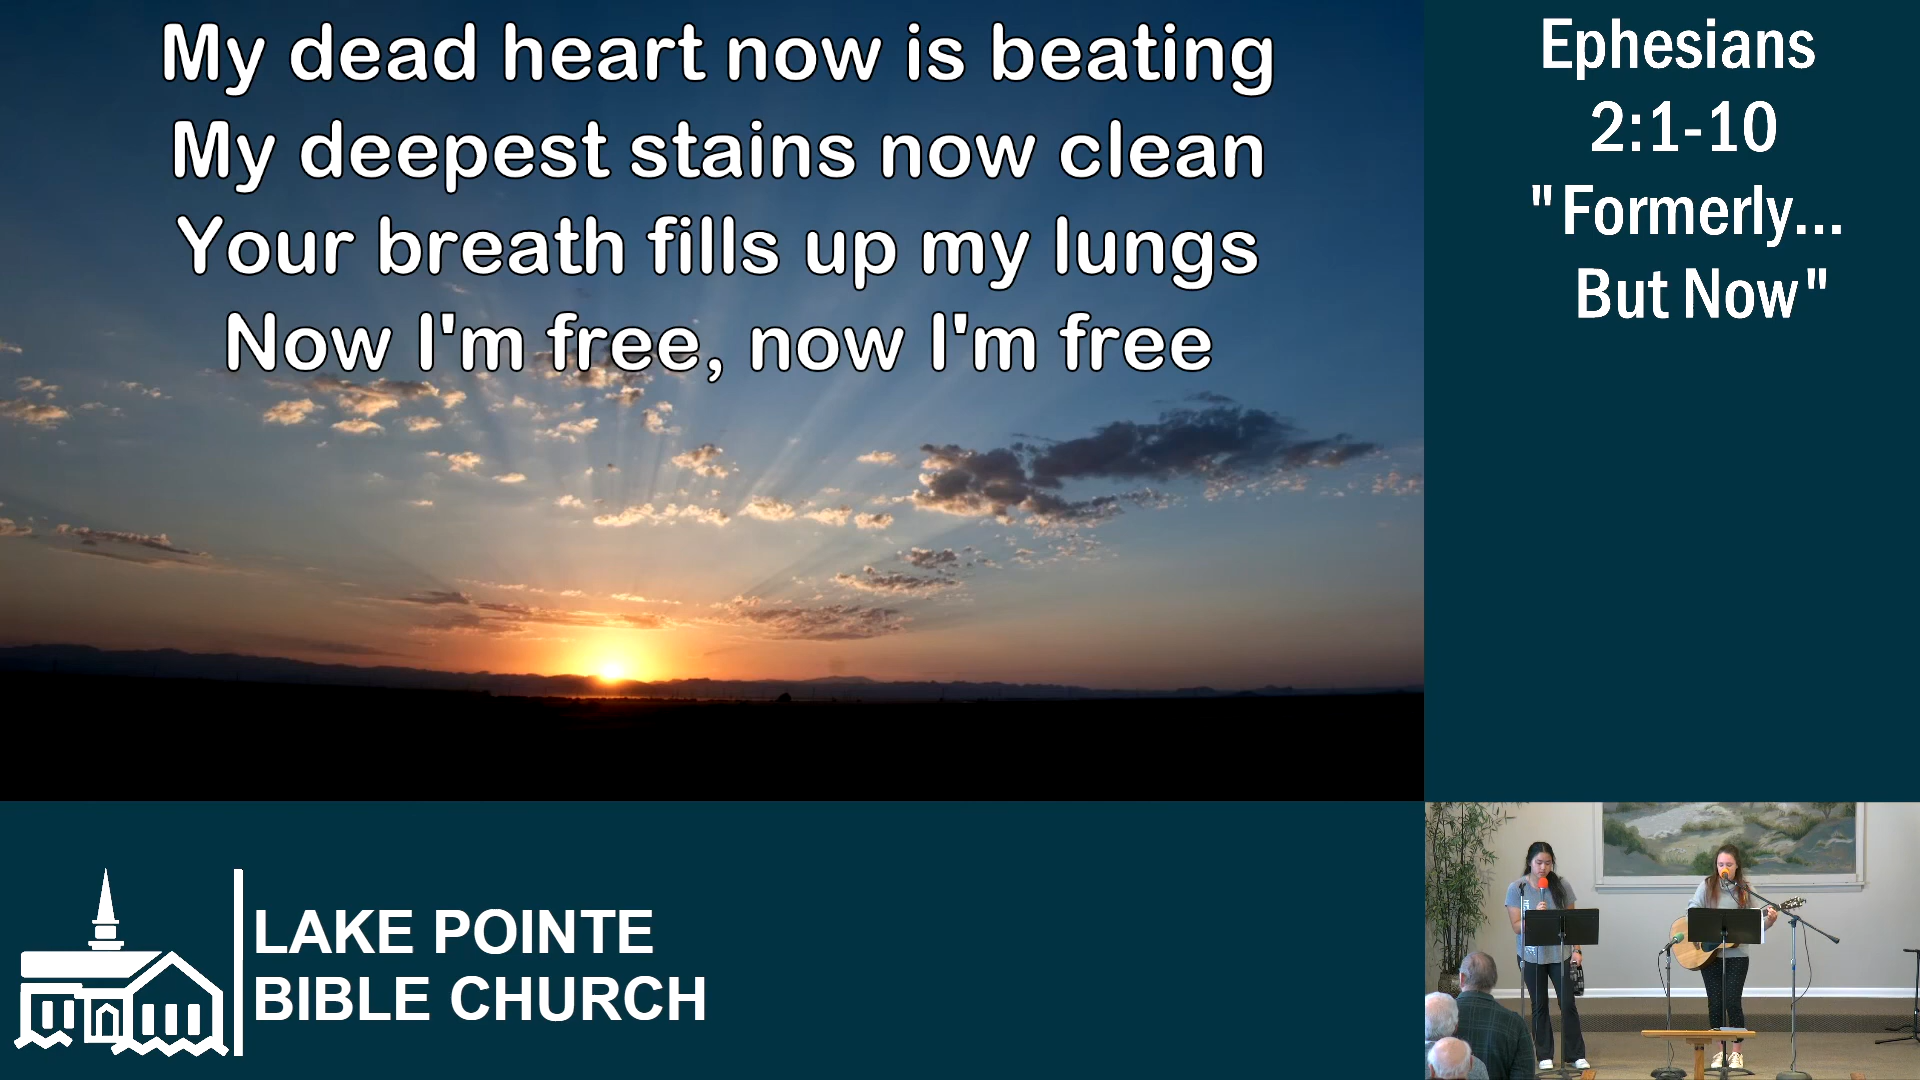 My dead heart now is beating
My deepest stains now clean
Your breath fills up my lungs
Now I'm free, now I'm free
Ephesians
2:1-10
"Formerly...
But Now"
LAKE POINTE
BIBLE CHURCH